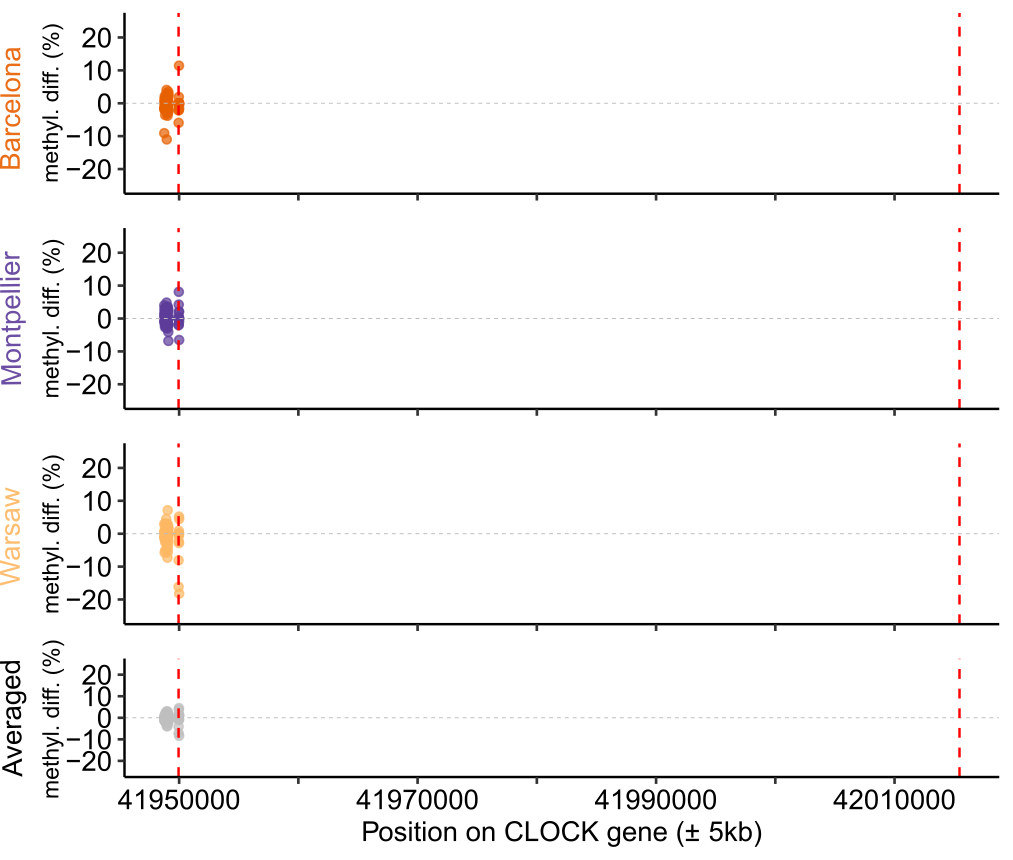 Barcelona
methyl. diff. (%)
20
10
0
−10
−20
Montpellier
methyl. diff. (%)
20
10
0
−10
−20
Warsaw
methyl. diff. (%)
20
10
0
−10
−20
Averaged
methyl. diff. (%)
20
10
0
−10
−20
41950000 41970000 41990000 42010000
Position on CLOCK gene (± 5kb)